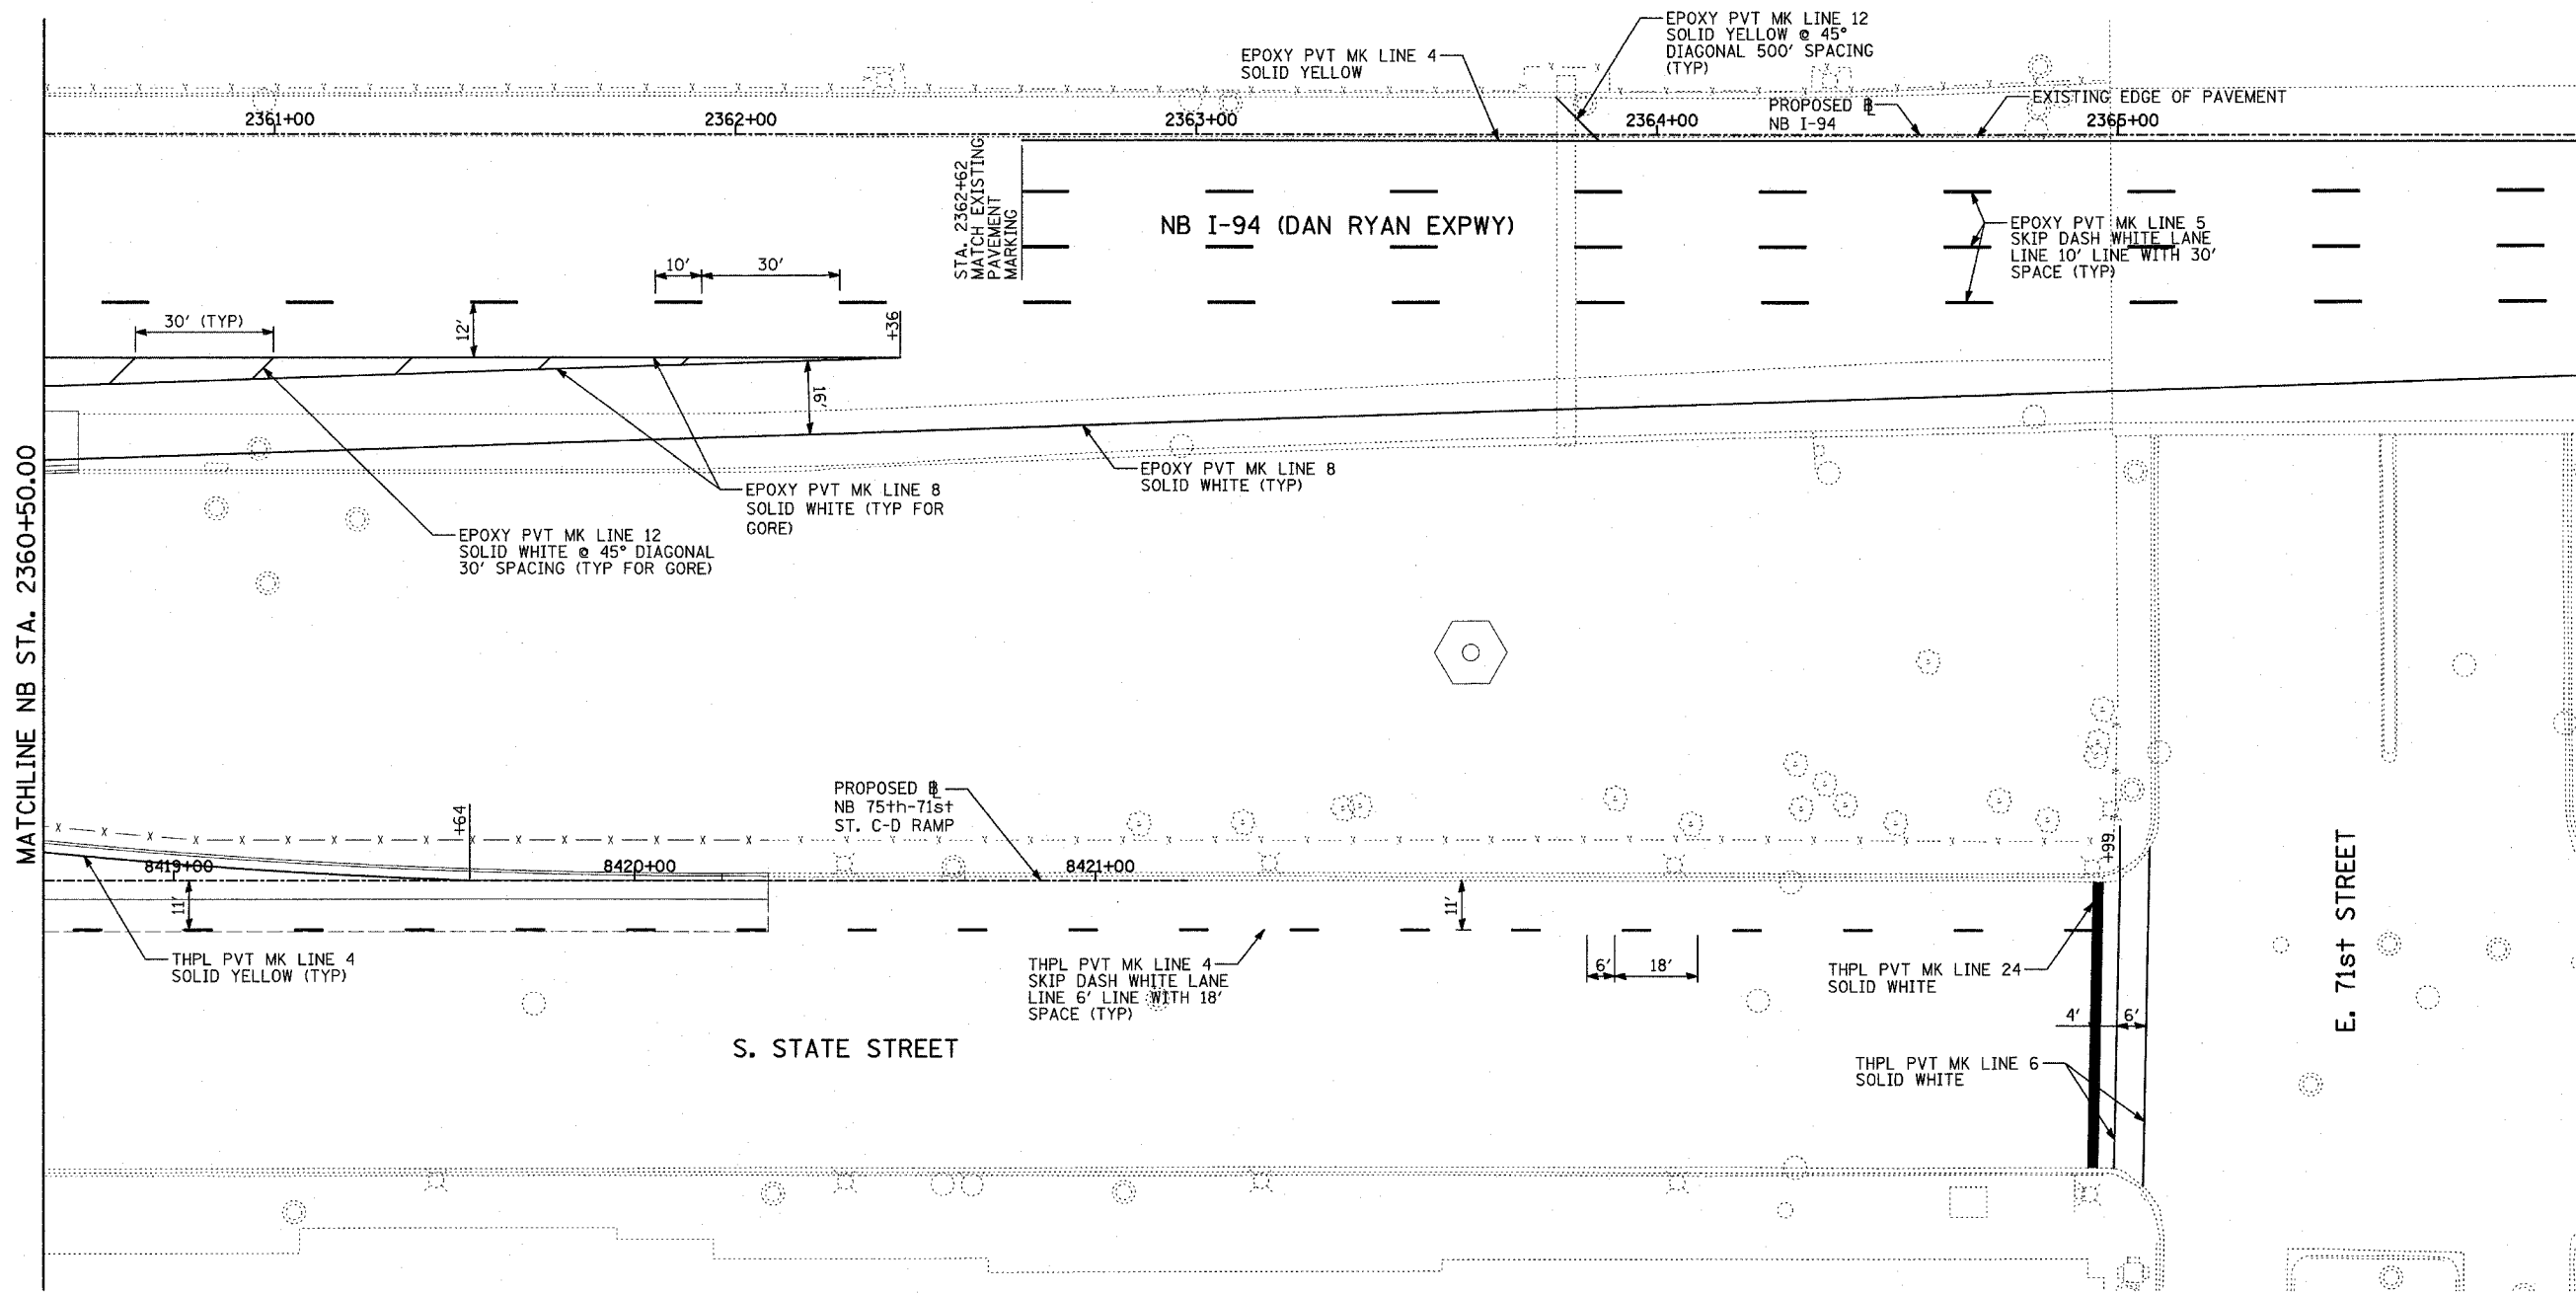 EPOXY PVT MK LINE 12
SOLID YELLOW @ 45°
DIAGONAL 500' SPACING
(TYP)
EPOXY PVT MK LINE 4
SOLID YELLOW
PROPOSED ℄
NB I-94
EXISTING EDGE OF PAVEMENT
2361+00
2362+00
2363+00
2364+00
2365+00
STA. 2362+62
MATCH EXISTING
PAVEMENT
MARKING
NB I-94 (DAN RYAN EXPWY)
EPOXY PVT MK LINE 5
SKIP DASH WHITE LANE
LINE 10' LINE WITH 30'
SPACE (TYP)
10'
30'
30' (TYP)
12'
+36
16'
MATCHLINE NB STA. 2360+50.00
EPOXY PVT MK LINE 8
SOLID WHITE (TYP)
EPOXY PVT MK LINE 8
SOLID WHITE (TYP FOR
GORE)
EPOXY PVT MK LINE 12
SOLID WHITE @ 45° DIAGONAL
30' SPACING (TYP FOR GORE)
PROPOSED ℄
NB 75th-71st
ST. C-D RAMP
+64
8419+00
8420+00
8421+00
+99
11'
11'
THPL PVT MK LINE 4
SOLID YELLOW (TYP)
THPL PVT MK LINE 4
SKIP DASH WHITE LANE
LINE 6' LINE WITH 18'
SPACE (TYP)
6'
18'
THPL PVT MK LINE 24
SOLID WHITE
4'
6'
THPL PVT MK LINE 6
SOLID WHITE
S. STATE STREET
E. 71st STREET